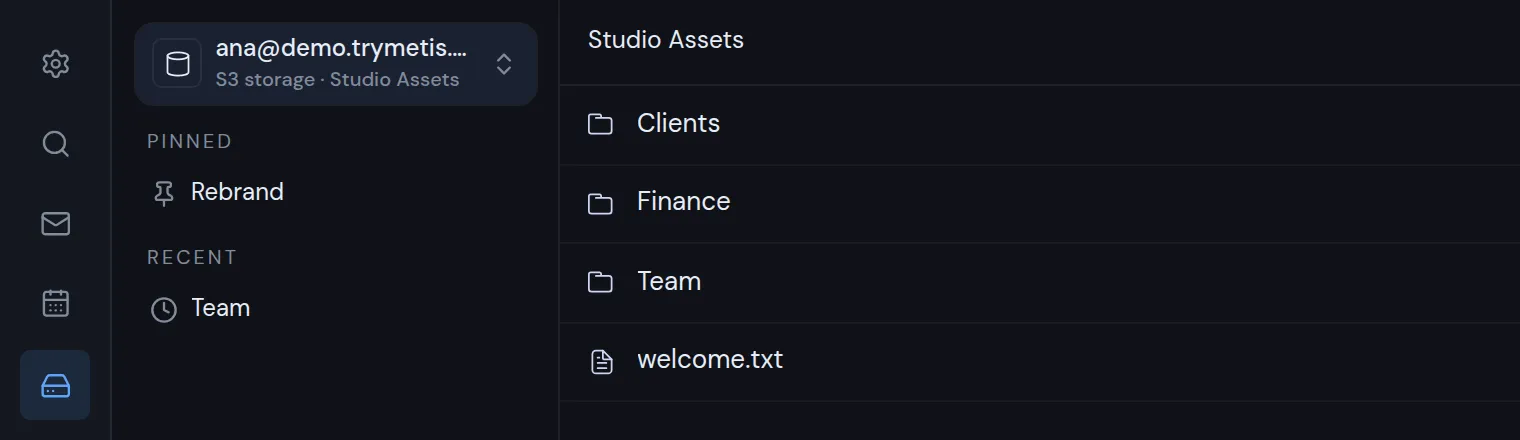 ana@demo.trymetis....
S3 storage · Studio Assets
PINNED
Rebrand
RECENT
Team
Studio Assets
Clients
Finance
Team
welcome.txt